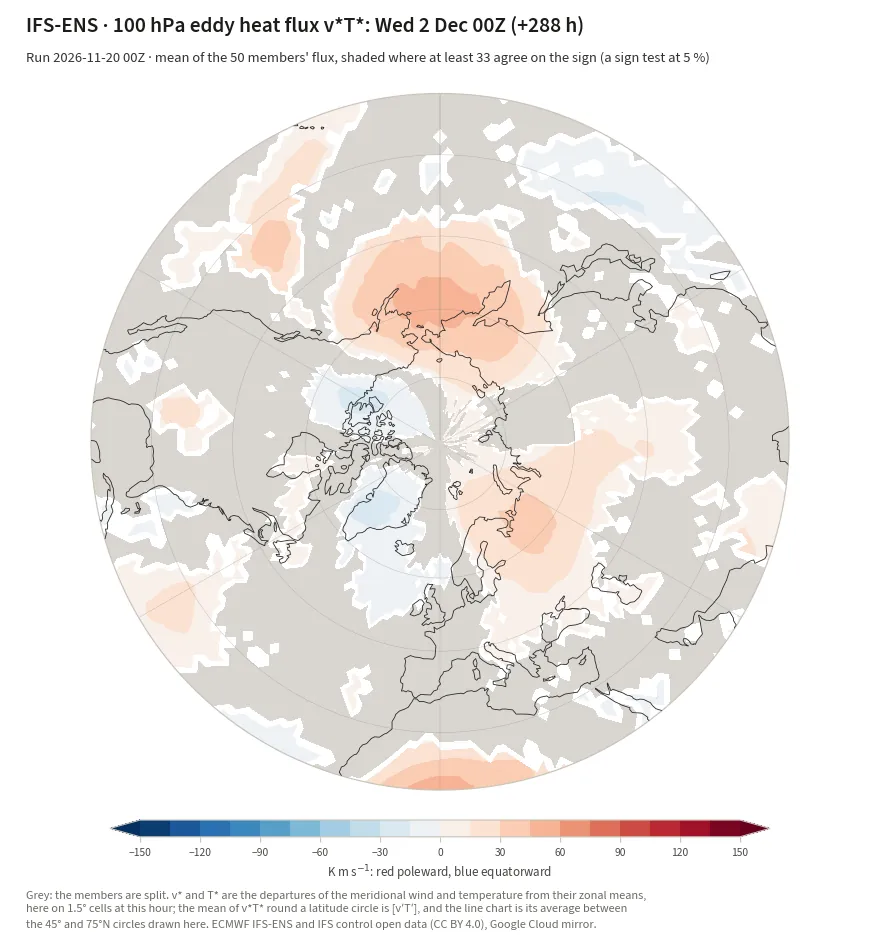 IFS-ENS · 100 hPa eddy heat flux v*T*: Wed 2 Dec 00Z (+288 h)
Run 2026-11-20 00Z · mean of the 50 members' flux, shaded where at least 33 agree on the sign (a sign test at 5 %)
−150 −120 −90 −60 −30 0 30 60 90 120 150
K m s⁻¹: red poleward, blue equatorward
Grey: the members are split. v* and T* are the departures of the meridional wind and temperature from their zonal means,
here on 1.5° cells at this hour; the mean of v*T* round a latitude circle is [v′T′], and the line chart is its average between
the 45° and 75°N circles drawn here. ECMWF IFS-ENS and IFS control open data (CC BY 4.0), Google Cloud mirror.